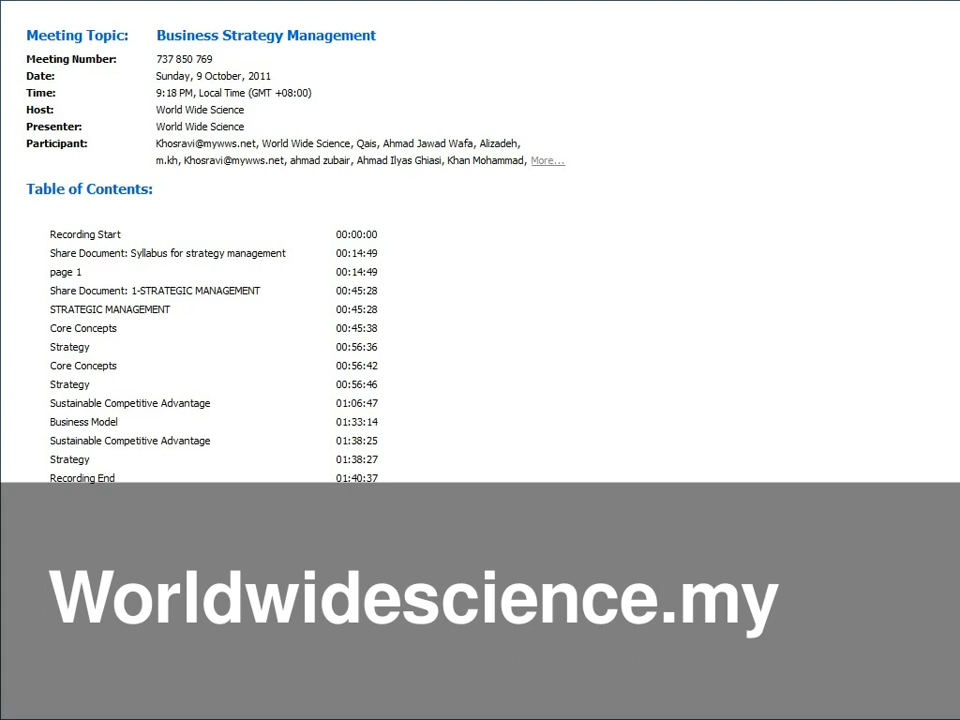 Meeting Topic: Business Strategy Management
Meeting Number: 737 850 769
Date: Sunday, 9 October, 2011
Time: 9:18 PM, Local Time (GMT +08:00)
Host: World Wide Science
Presenter: World Wide Science
Participant: Khosravi@mywws.net, World Wide Science, Qais, Ahmad Jawad Wafa, Alizadeh,
m.kh, Khosravi@mywws.net, ahmad zubair, Ahmad Ilyas Ghiasi, Khan Mohammad, More...
Table of Contents:
Recording Start 00:00:00
Share Document: Syllabus for strategy management 00:14:49
page 1 00:14:49
Share Document: 1-STRATEGIC MANAGEMENT 00:45:28
STRATEGIC MANAGEMENT 00:45:28
Core Concepts 00:45:38
Strategy 00:56:36
Core Concepts 00:56:42
Strategy 00:56:46
Sustainable Competitive Advantage 01:06:47
Business Model 01:33:14
Sustainable Competitive Advantage 01:38:25
Strategy 01:38:27
Recording End 01:40:37
Worldwidescience.my